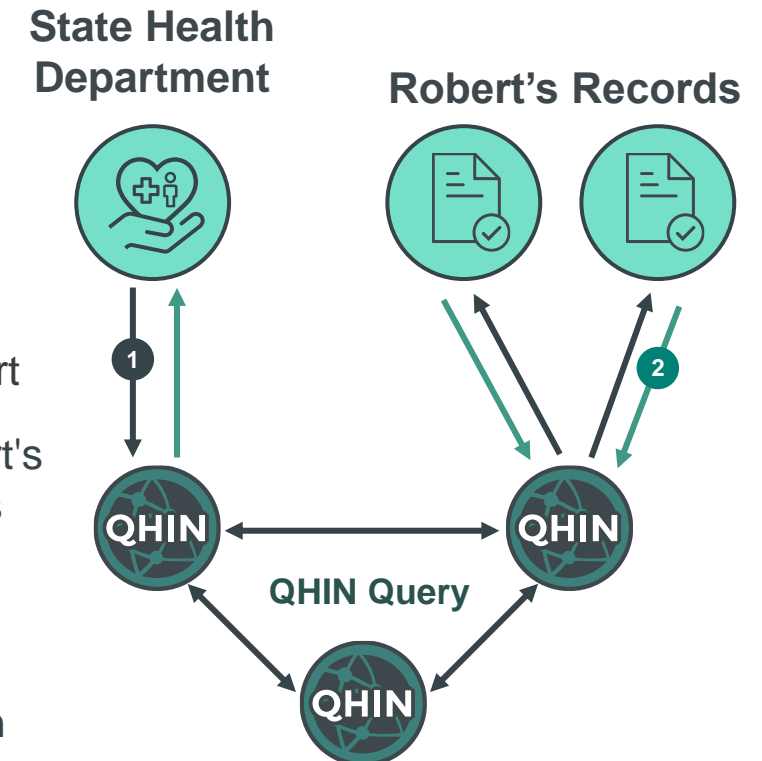 State Health
Department
Robert's Records
1
2
QHIN
QHIN
QHIN Query
QHIN